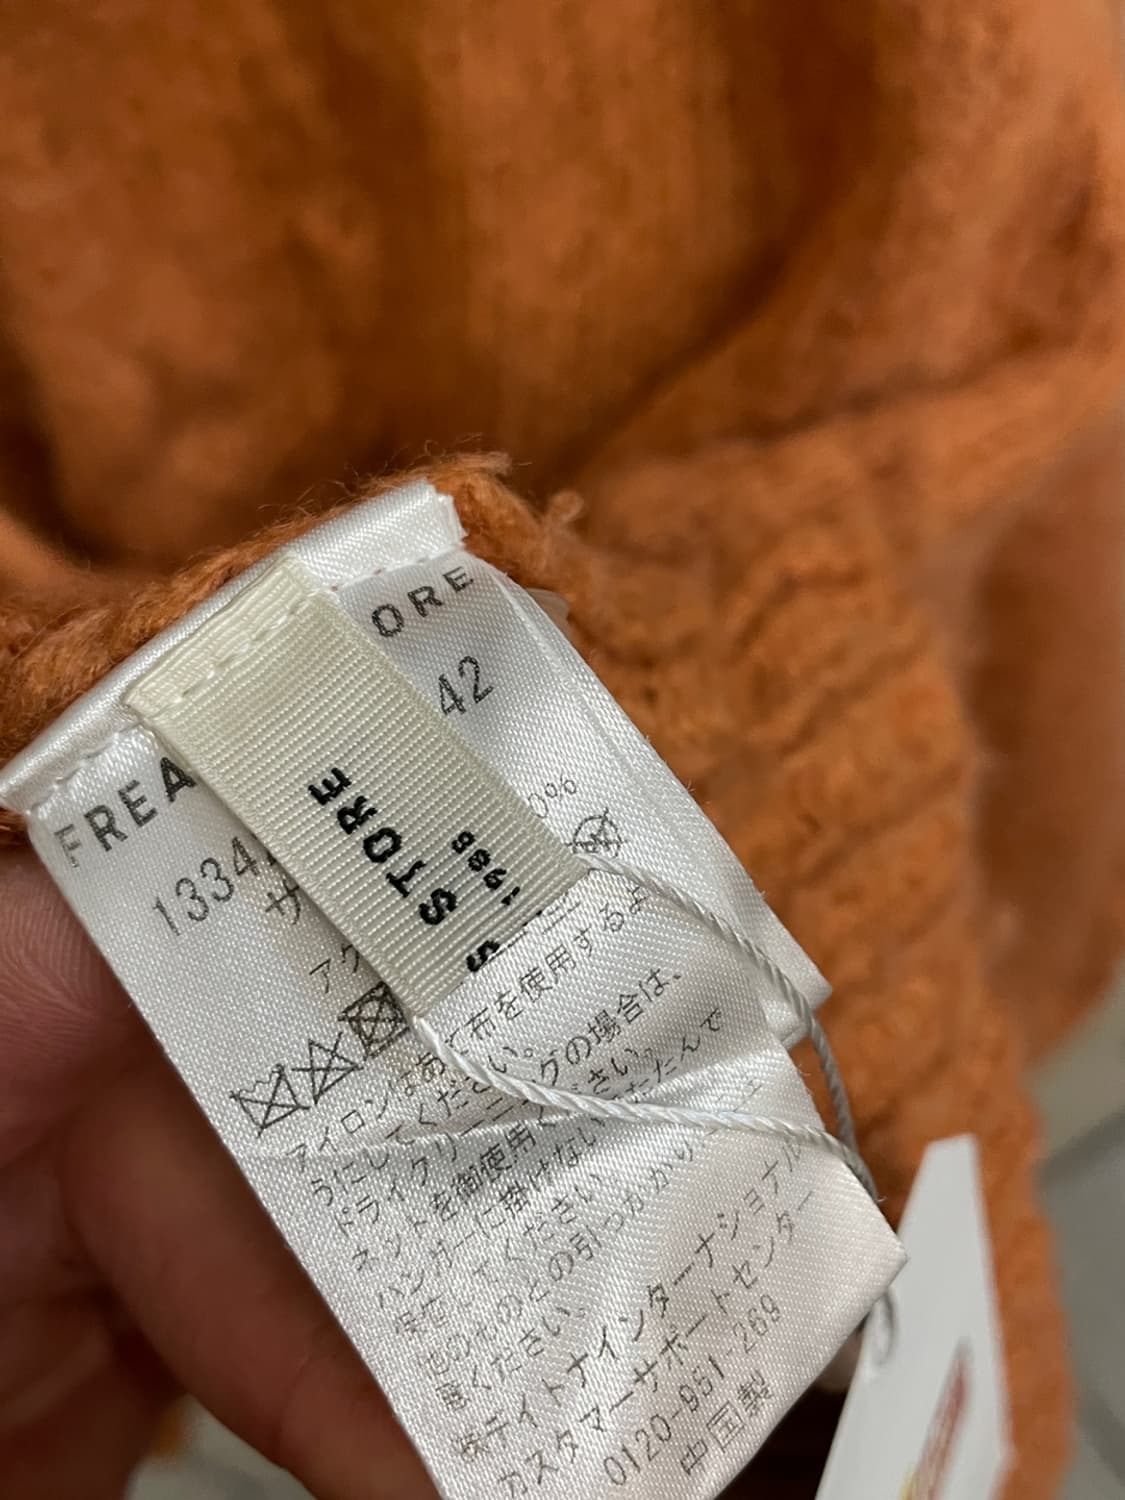 FREA ORE
1334 42
サ
アク 0%
アイロンはあて布を使用するよ
うにしてください。
ドライクリーニングの場合は、
ネットを御使用ください。
ハンガーに掛けないでたたんで
保管してください
他のものとの引っかかりに
ください、
㈱デイトナインターナショナル
カスタマーサポートセンター
0120-951-269
中国製
S STORE
1986